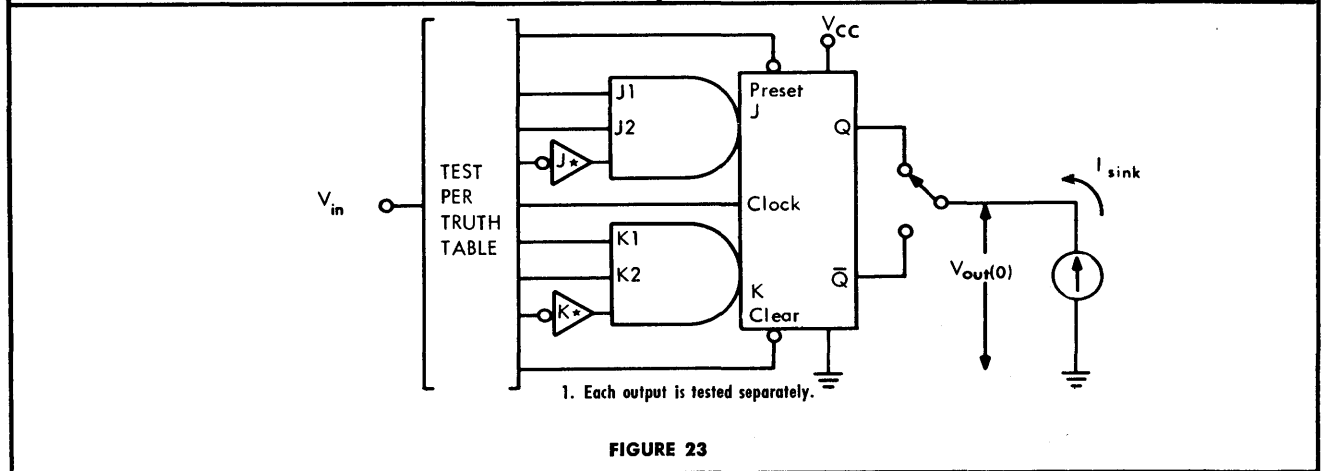 V_CC
Preset
J1
J
J2
Q
J*
I_sink
TEST
PER
TRUTH
TABLE
V_in
Clock
K1
K2
V_out(0)
Q̅
K
K*
Clear
1. Each output is tested separately.
FIGURE 23